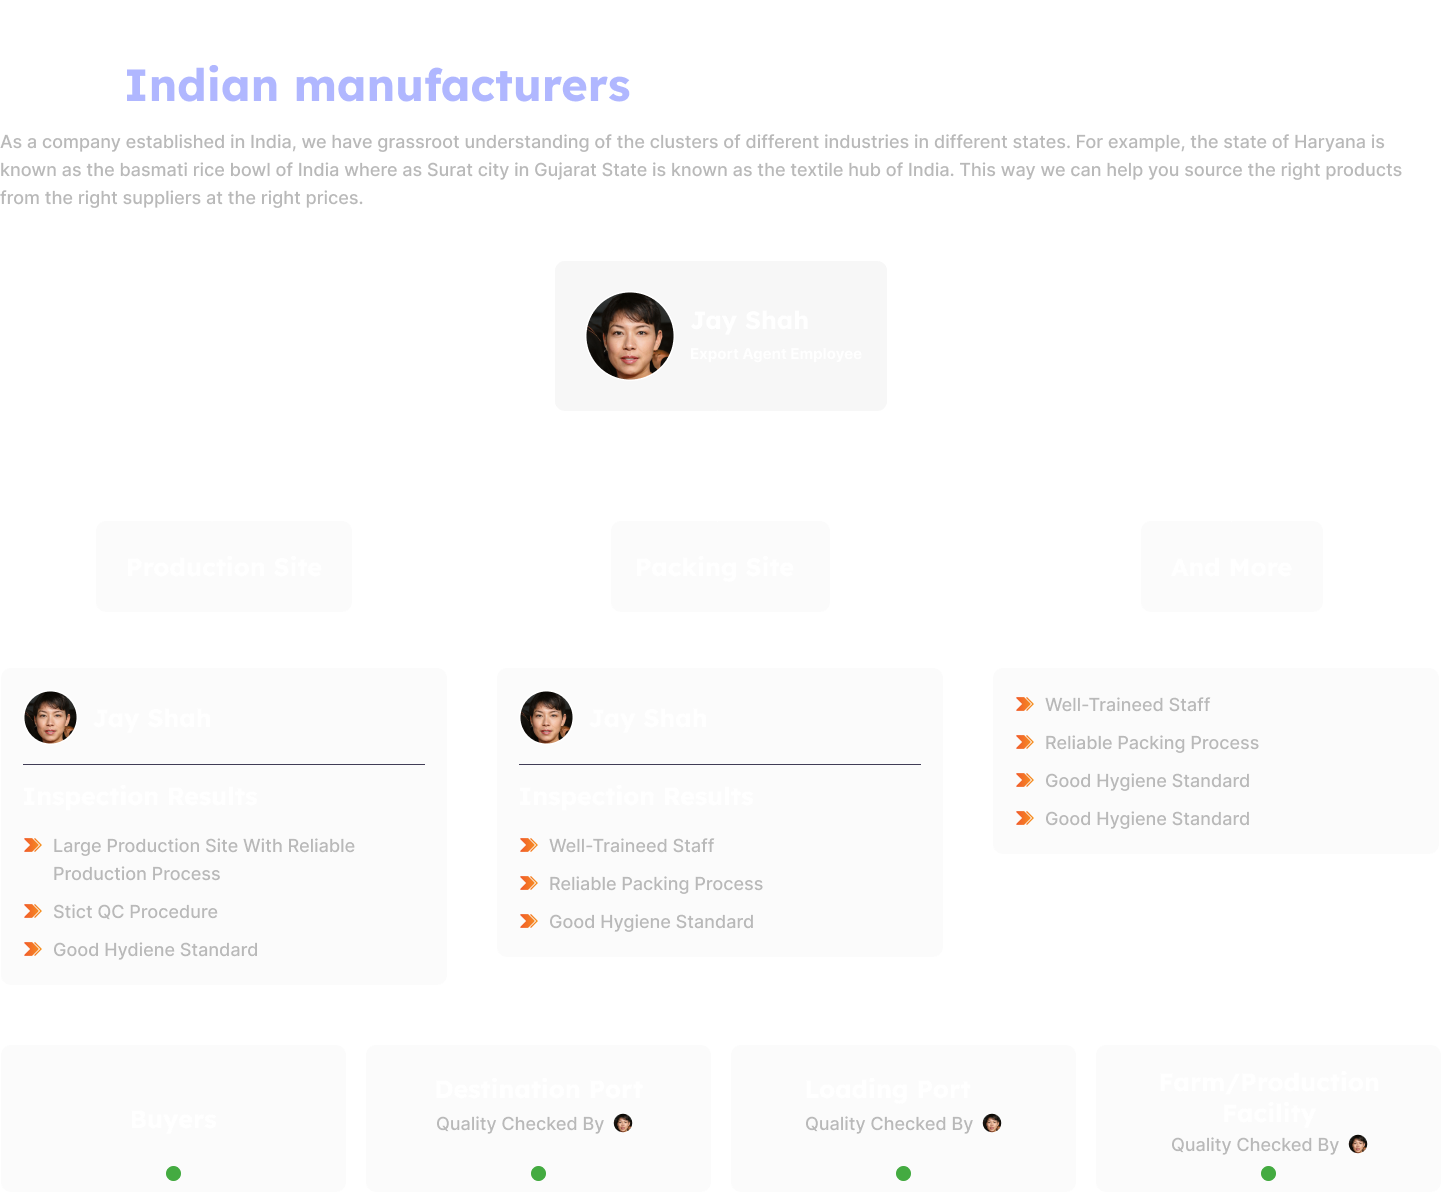 Indian manufacturers
As a company established in India, we have grassroot understanding of the clusters of different industries in different states. For example, the state of Haryana is
known as the basmati rice bowl of India where as Surat city in Gujarat State is known as the textile hub of India. This way we can help you source the right products
from the right suppliers at the right prices.
Jay Shah
Export Agent Employee
Production Site
Packing Site
And More
Jay Shah
Inspection Results
Large Production Site With Reliable
Production Process
Stict QC Procedure
Good Hydiene Standard
Jay Shah
Inspection Results
Well-Traineed Staff
Reliable Packing Process
Good Hygiene Standard
Well-Traineed Staff
Reliable Packing Process
Good Hygiene Standard
Good Hygiene Standard
Buyers
Destination Port
Quality Checked By
Loading Port
Quality Checked By
Farm/Production
Facility
Quality Checked By